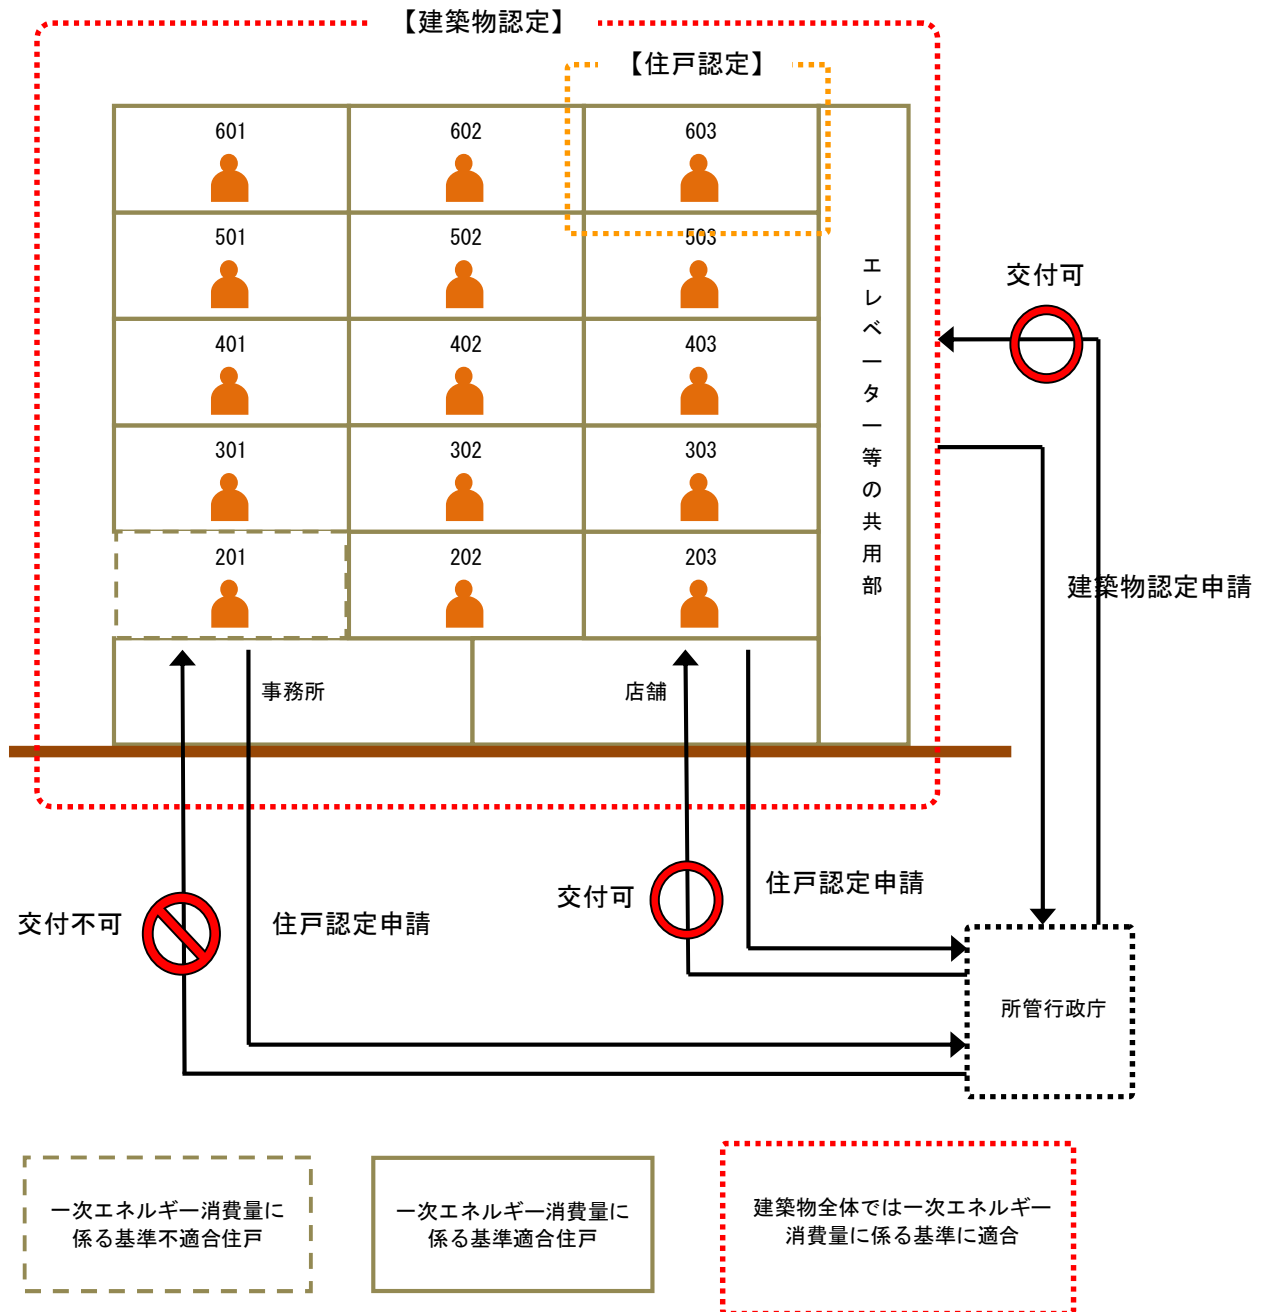 【建築物認定】
【住戸認定】
601
602
603
501
502
503
401
402
403
301
302
303
201
202
203
エレベーター等の共用部
事務所
店舗
交付可
建築物認定申請
交付不可
住戸認定申請
交付可
住戸認定申請
所管行政庁
一次エネルギー消費量に
係る基準不適合住戸
一次エネルギー消費量に
係る基準適合住戸
建築物全体では一次エネルギー
消費量に係る基準に適合